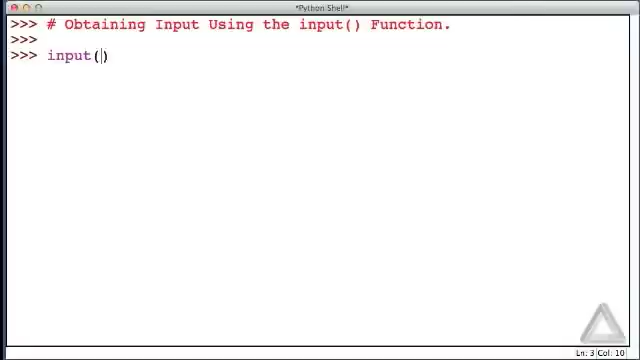 *Python Shell*
>>> # Obtaining Input Using the input() Function.
>>>
>>> input()
Ln: 3 Col: 10